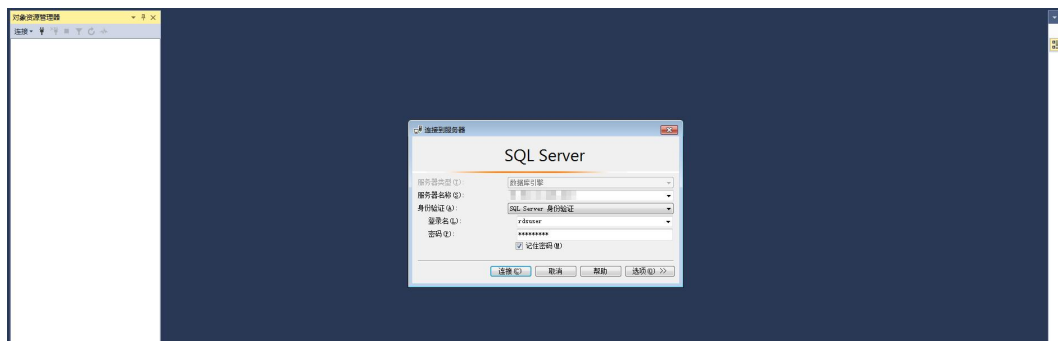 对象资源管理器
连接
连接到服务器
SQL Server
服务器类型(T):
数据库引擎
服务器名称(S):
身份验证(A):
SQL Server 身份验证
登录名(L):
rdsuser
密码(P):
*********
记住密码(M)
连接(C)
取消
帮助
选项(O) >>